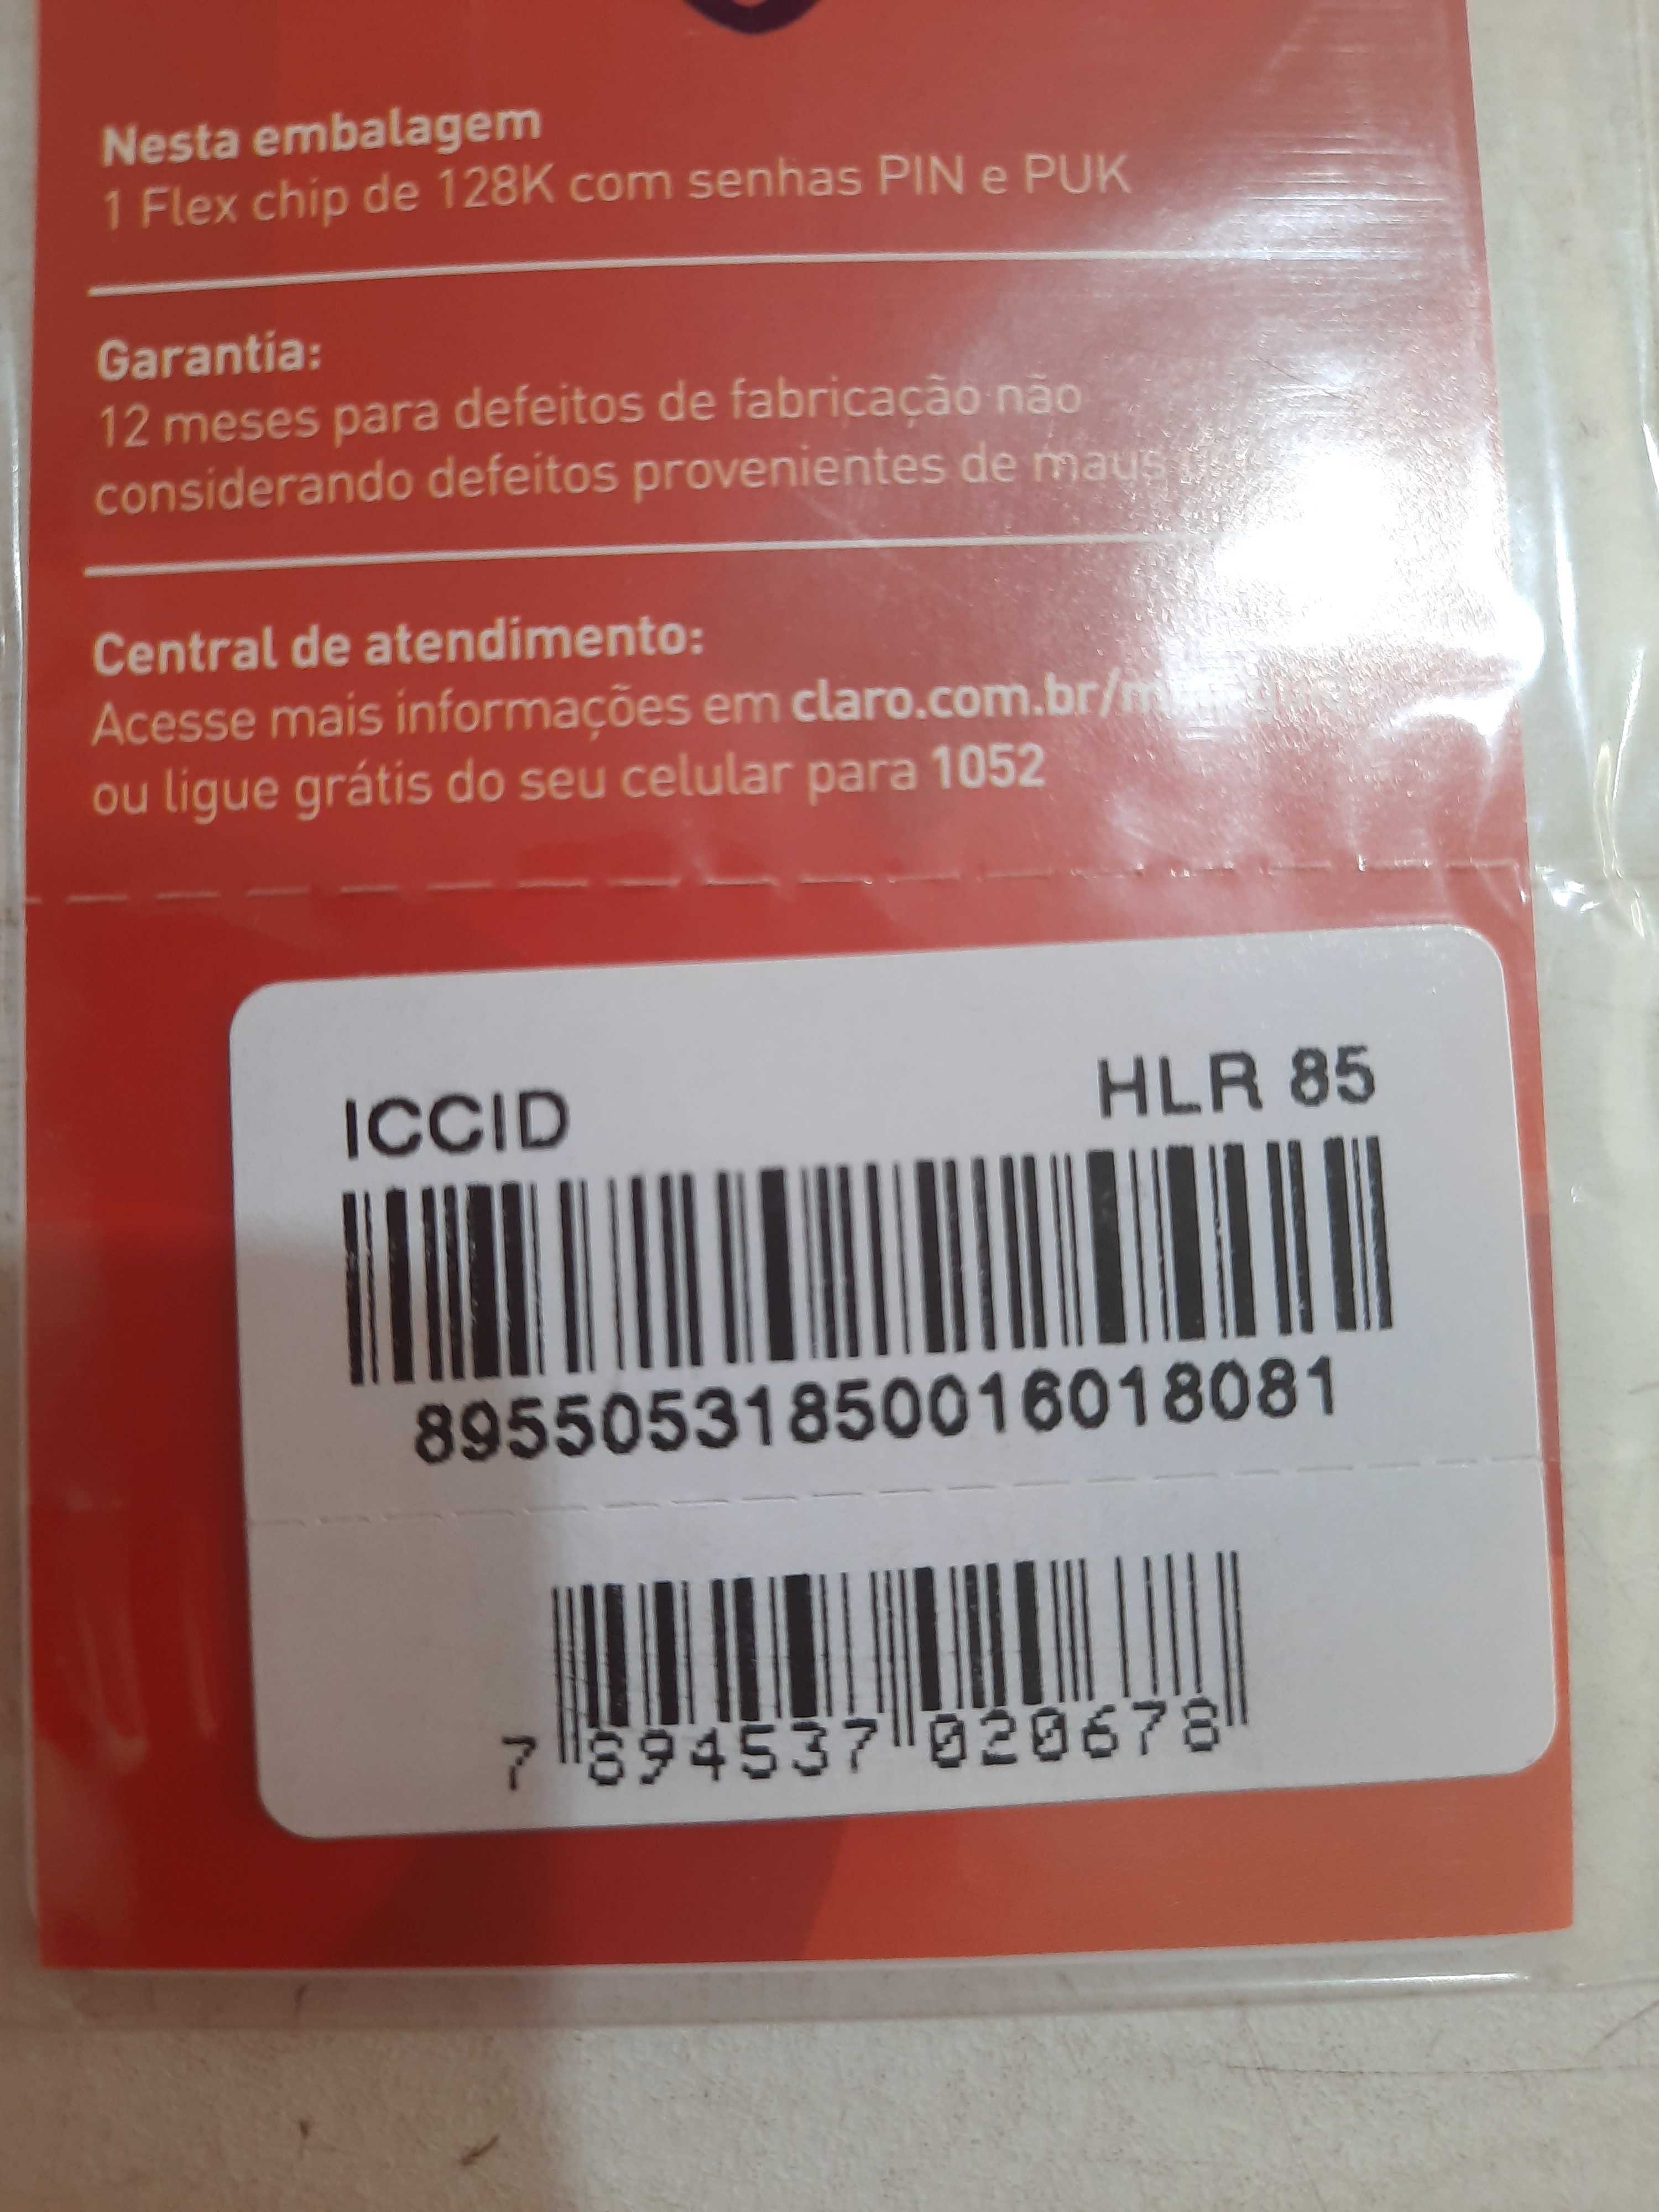 Nesta embalagem
1 Flex chip de 128K com senhas PIN e PUK
Garantia:
12 meses para defeitos de fabricação não
considerando defeitos provenientes de maus
Central de atendimento:
Acesse mais informações em claro.com.br/
ou ligue grátis do seu celular para 1052
ICCID HLR 85
89550531850016018081
7 894537 020678